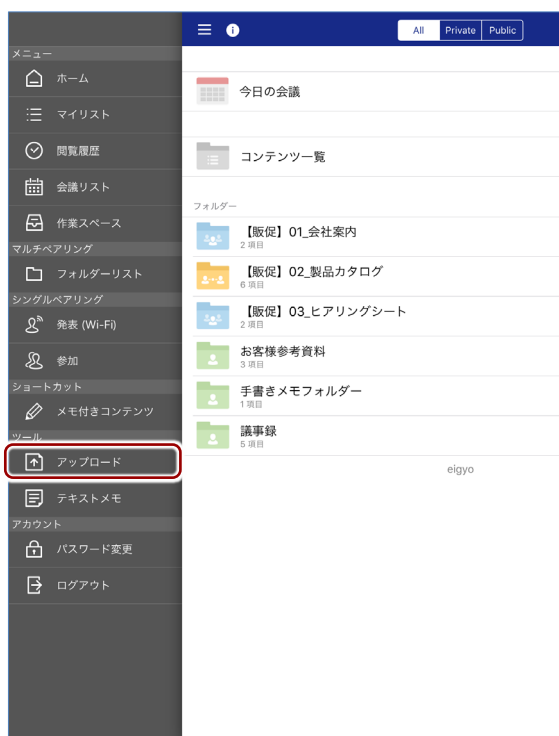 メニュー
ホーム
マイリスト
閲覧履歴
会議リスト
作業スペース
マルチペアリング
フォルダーリスト
シングルペアリング
発表 (Wi-Fi)
参加
ショートカット
メモ付きコンテンツ
ツール
アップロード
テキストメモ
アカウント
パスワード変更
ログアウト
All Private Public
今日の会議
コンテンツ一覧
フォルダー
【販促】01_会社案内
2 項目
【販促】02_製品カタログ
6 項目
【販促】03_ヒアリングシート
2 項目
お客様参考資料
3 項目
手書きメモフォルダー
1 項目
議事録
5 項目
eigyo